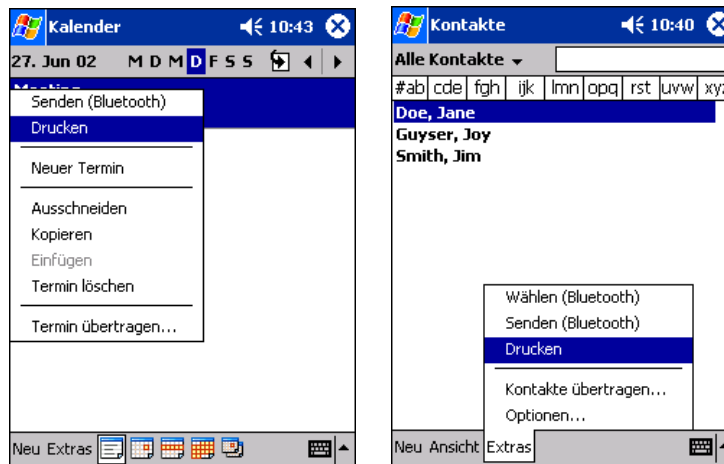 Kalender 10:43
27. Jun 02 M D M D F S S
Meeting
Senden (Bluetooth)
Drucken
Neuer Termin
Ausschneiden
Kopieren
Einfügen
Termin löschen
Termin übertragen...
Neu Extras
Kontakte 10:40
Alle Kontakte
#ab cde fgh ijk lmn opq rst uvw xyz
Doe, Jane
Guyser, Joy
Smith, Jim
Wählen (Bluetooth)
Senden (Bluetooth)
Drucken
Kontakte übertragen...
Optionen...
Neu Ansicht Extras